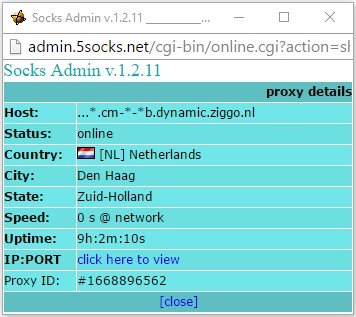 Socks Admin v.1.2.11
admin.5socks.net/cgi-bin/online.cgi?action=sl
Socks Admin v.1.2.11
proxy details
Host: ...*.cm-*-*b.dynamic.ziggo.nl
Status: online
Country: [NL] Netherlands
City: Den Haag
State: Zuid-Holland
Speed: 0 s @ network
Uptime: 9h:2m:10s
IP:PORT click here to view
Proxy ID: #1668896562
[close]